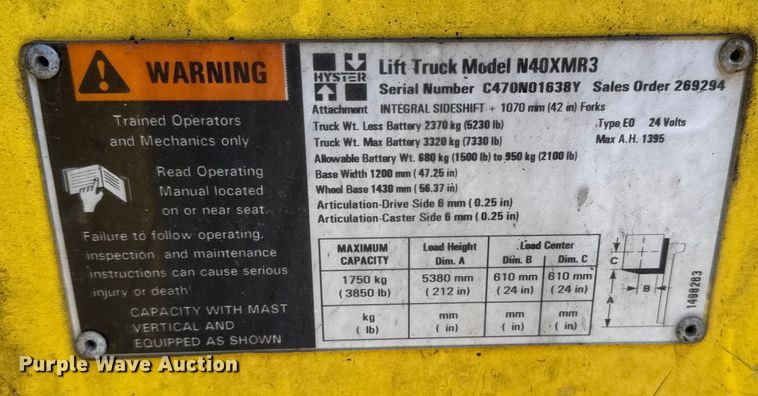 WARNING
Trained Operators
and Mechanics only
Read Operating
Manual located
on or near seat.
Failure to follow operating,
inspection, and maintenance
instructions can cause serious
injury or death!
CAPACITY WITH MAST
VERTICAL AND
EQUIPPED AS SHOWN
HYSTER
Lift Truck Model N40XMR3
Serial Number C470N01638Y Sales Order 269294
Attachment INTEGRAL SIDESHIFT + 1070 mm (42 in) Forks
Truck Wt. Less Battery 2370 kg (5230 lb) Type EO 24 Volts
Truck Wt. Max Battery 3320 kg (7330 lb) Max A.H. 1395
Allowable Battery Wt. 680 kg (1500 lb) to 950 kg (2100 lb)
Base Width 1200 mm (47.25 in)
Wheel Base 1430 mm (56.37 in)
Articulation-Drive Side 6 mm (0.25 in)
Articulation-Caster Side 6 mm (0.25 in)
MAXIMUM CAPACITY Load Height Dim. A Load Center Dim. B Dim. C
1750 kg 5380 mm 610 mm 610 mm
(3850 lb) (212 in) (24 in) (24 in)
kg mm mm mm
( lb) ( in) ( in) ( in)
C
B
A
1498263
Purple Wave Auction